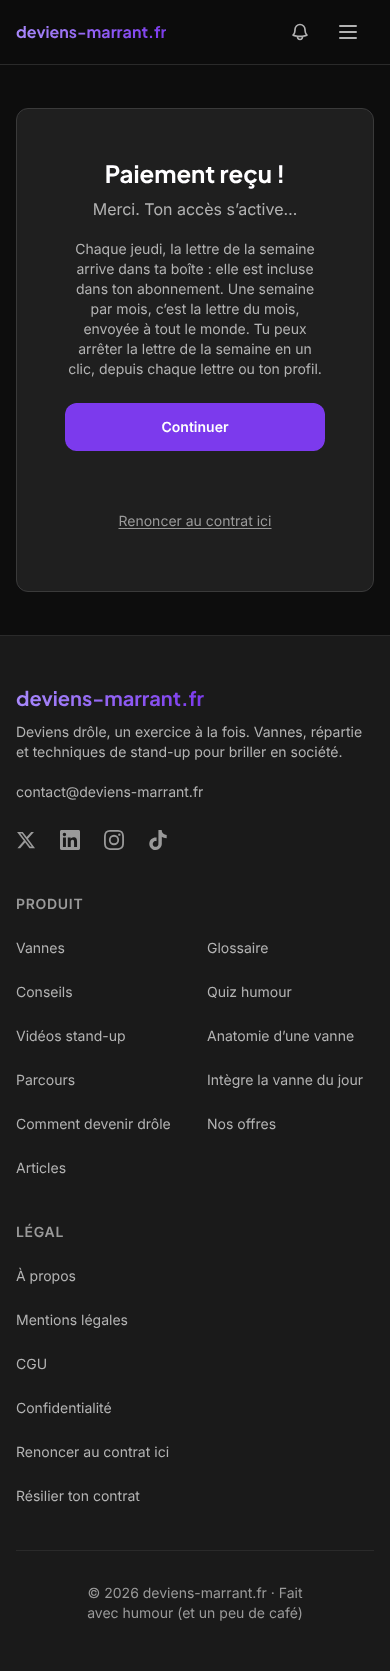 deviens-marrant.fr
Paiement reçu !
Merci. Ton accès s’active…
Chaque jeudi, la lettre de la semaine
arrive dans ta boîte : elle est incluse
dans ton abonnement. Une semaine
par mois, c’est la lettre du mois,
envoyée à tout le monde. Tu peux
arrêter la lettre de la semaine en un
clic, depuis chaque lettre ou ton profil.
Continuer
Renoncer au contrat ici
deviens-marrant.fr
Deviens drôle, un exercice à la fois. Vannes, répartie
et techniques de stand-up pour briller en société.
contact@deviens-marrant.fr
PRODUIT
Vannes
Glossaire
Conseils
Quiz humour
Vidéos stand-up
Anatomie d’une vanne
Parcours
Intègre la vanne du jour
Comment devenir drôle
Nos offres
Articles
LÉGAL
À propos
Mentions légales
CGU
Confidentialité
Renoncer au contrat ici
Résilier ton contrat
© 2026 deviens-marrant.fr · Fait
avec humour (et un peu de café)